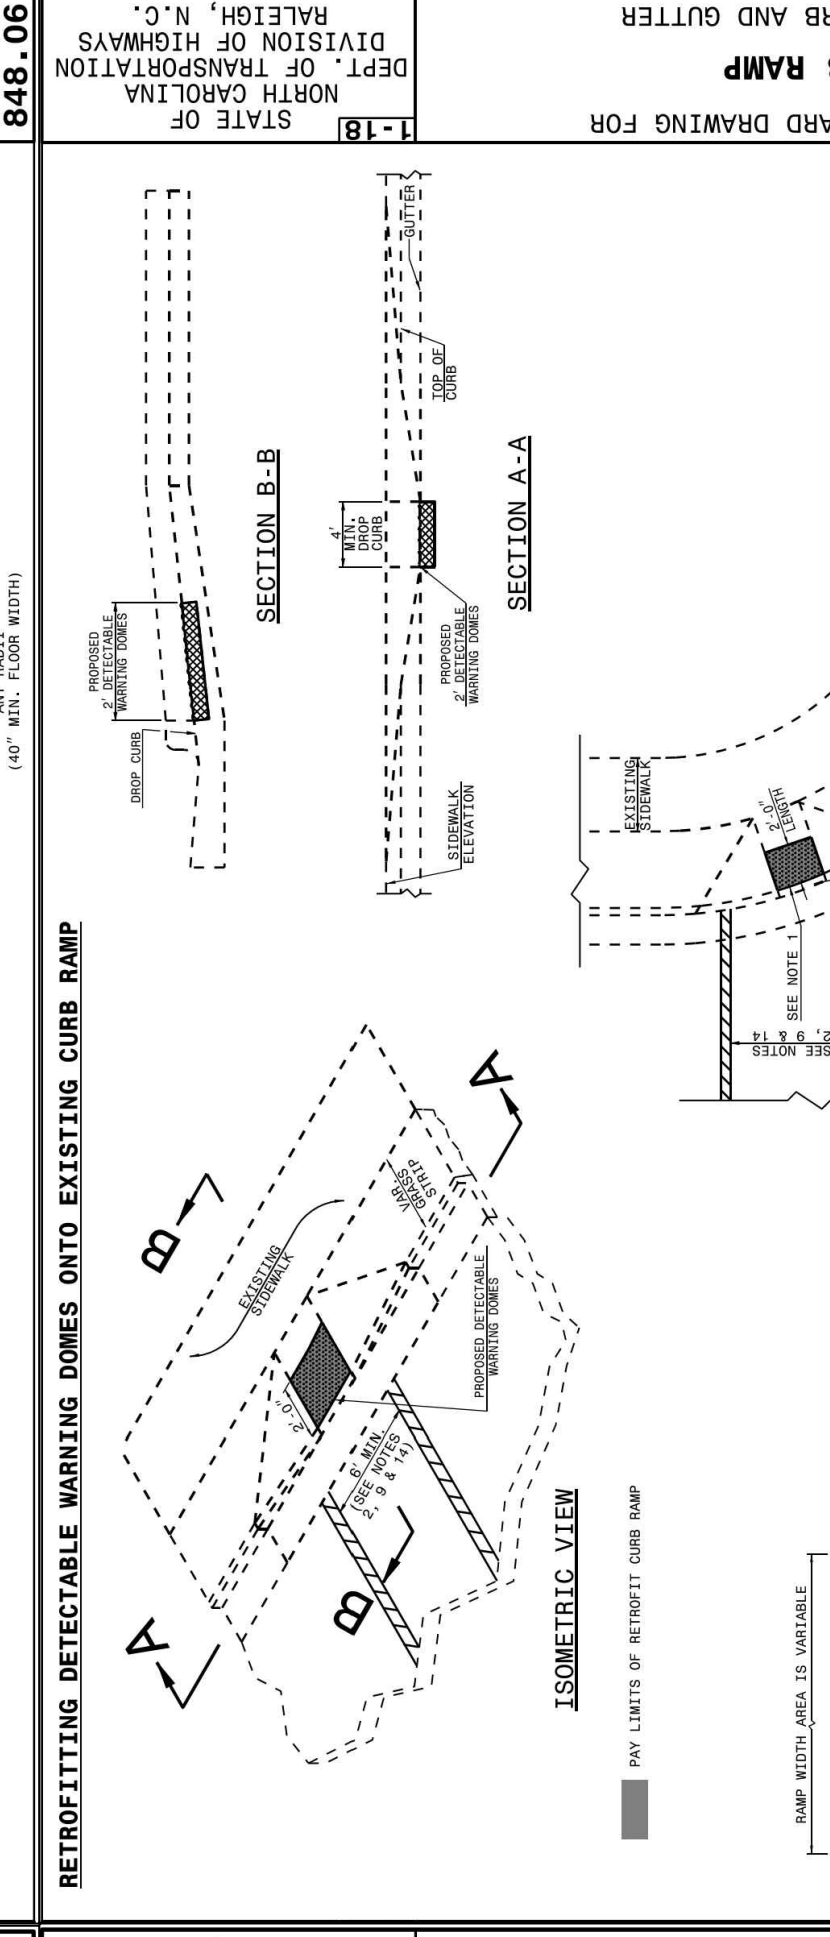 848.06
1-18
STATE OF
NORTH CAROLINA
DEPT. OF TRANSPORTATION
DIVISION OF HIGHWAYS
RALEIGH, N.C.
ARD DRAWING FOR
RAMP
RB AND GUTTER
(40" MIN. FLOOR WIDTH)
RETROFITTING DETECTABLE WARNING DOMES ONTO EXISTING CURB RAMP
PROPOSED
2' DETECTABLE
WARNING DOMES
DROP CURB
SECTION B-B
4'
MIN.
DROP
CURB
GUTTER
TOP OF
CURB
PROPOSED
2' DETECTABLE
WARNING DOMES
SIDEWALK
ELEVATION
SECTION A-A
B
B
A
A
EXISTING
SIDEWALK
VAR.
GRASS
STRIP
2'-0"
PROPOSED DETECTABLE
WARNING DOMES
6' MIN.
(SEE NOTES
2, 9 & 14)
ISOMETRIC VIEW
PAY LIMITS OF RETROFIT CURB RAMP
EXISTING
SIDEWALK
2'-0"
LENGTH
SEE NOTE 1
SEE NOTES
2, 9 & 14
RAMP WIDTH AREA IS VARIABLE